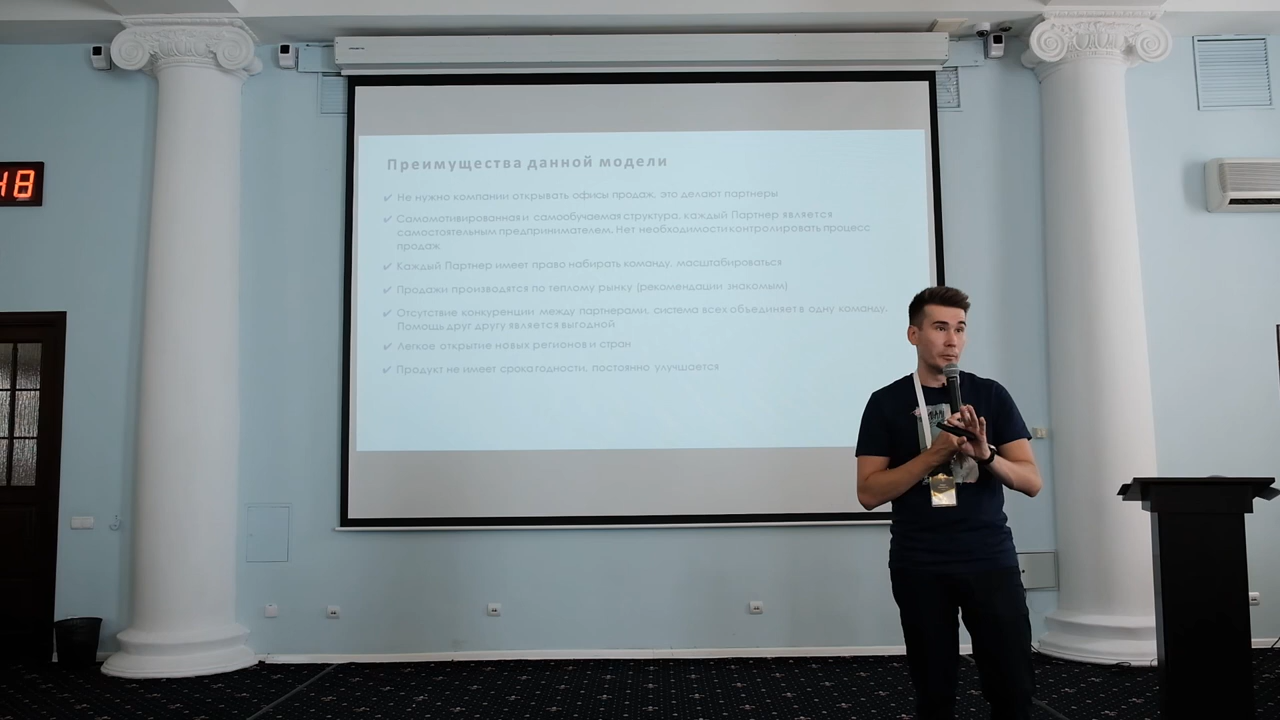 48
Преимущества данной модели
✔ Не нужно компании открывать офисы продаж, это делают партнеры
✔ Самомотивированная и самообучаемая структура, каждый Партнер является
самостоятельным предпринимателем. Нет необходимости контролировать процесс
продаж
✔ Каждый Партнер имеет право набирать команду, масштабироваться
✔ Продажи производятся по теплому рынку (рекомендации знакомым)
✔ Отсутствие конкуренции между партнерами, система всех объединяет в одну команду.
Помощь друг другу является выгодной
✔ Легкое открытие новых регионов и стран
✔ Продукт не имеет срока годности, постоянно улучшается